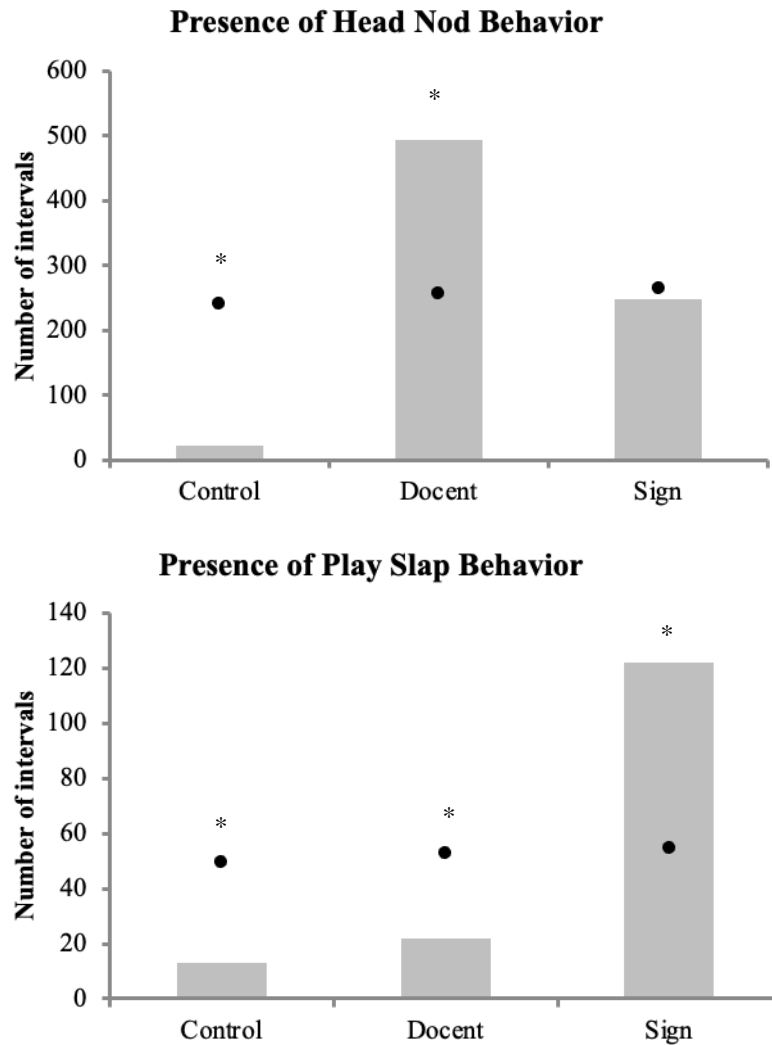 Presence of Head Nod Behavior
600
500
400
300
200
100
0
Number of intervals
*
*
Control
Docent
Sign
Presence of Play Slap Behavior
140
120
100
80
60
40
20
0
Number of intervals
*
*
*
Control
Docent
Sign